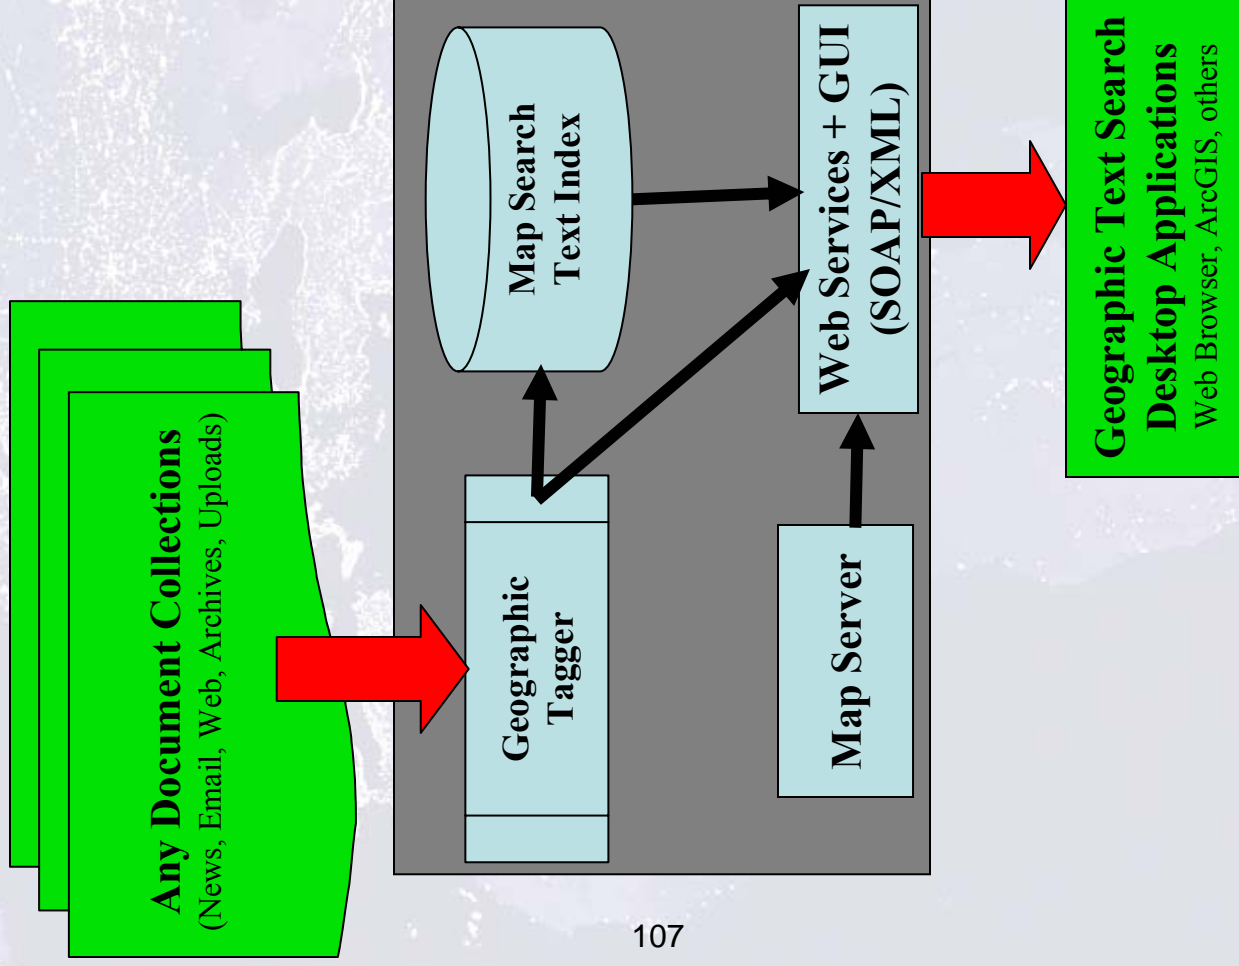 Any Document Collections
(News, Email, Web, Archives, Uploads)
Geographic
Tagger
Map Search
Text Index
Map Server
Web Services + GUI
(SOAP/XML)
Geographic Text Search
Desktop Applications
Web Browser, ArcGIS, others
107